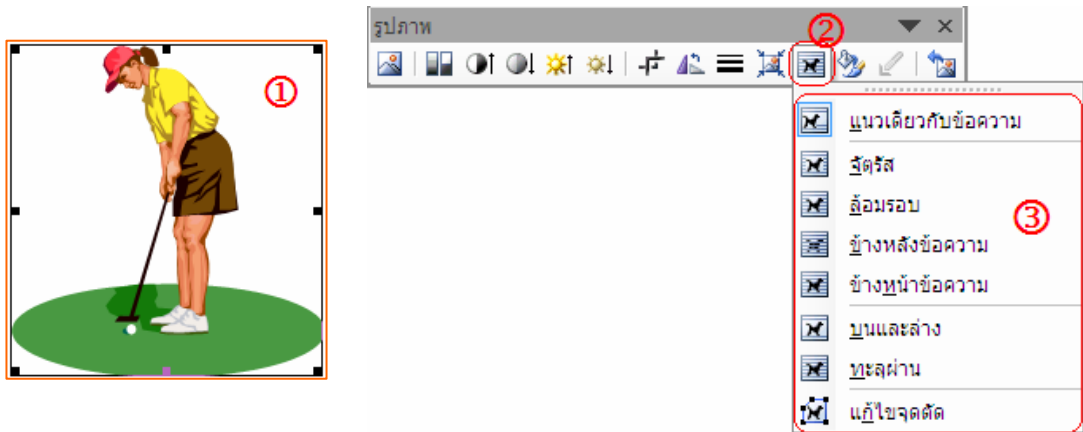 รูปภาพ
②
①
แนวเดียวกับข้อความ
จัตุรัส
ล้อมรอบ
③
ข้างหลังข้อความ
ข้างหน้าข้อความ
บนและล่าง
ทะลุผ่าน
แก้ไขจุดตัด